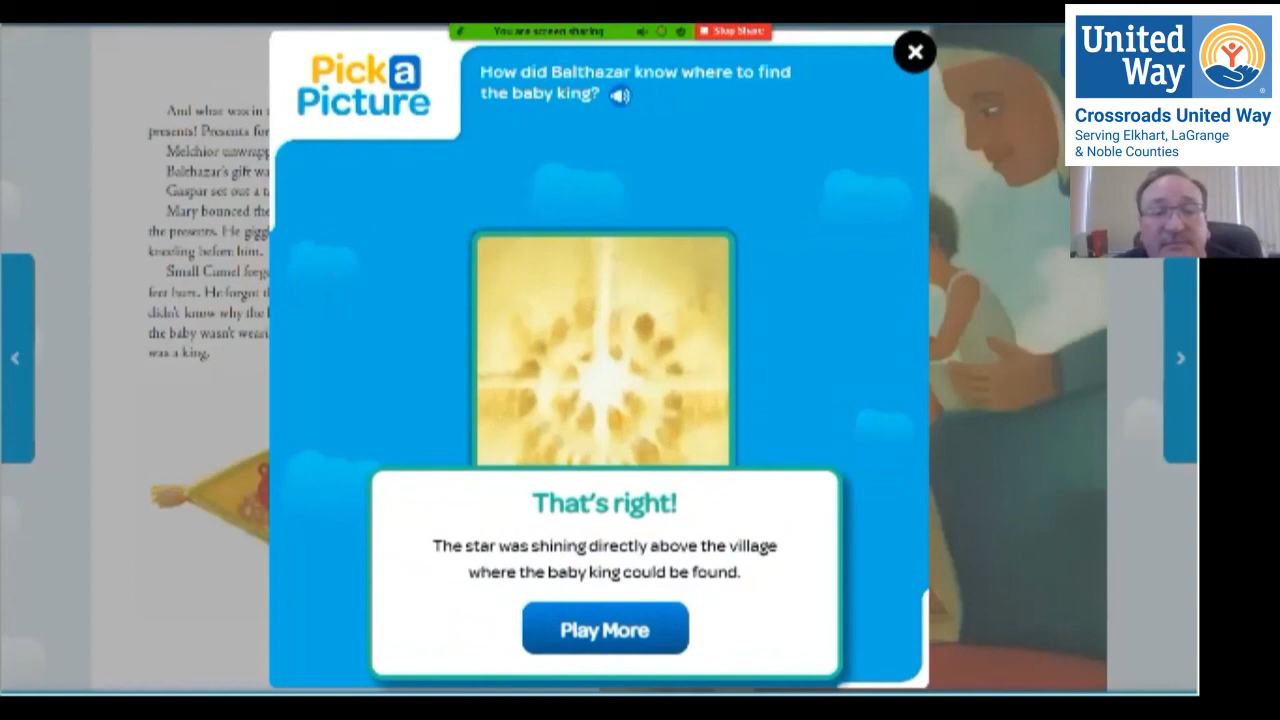 You are screen sharing
Stop Share
Pick a
Picture
How did Balthazar know where to find
the baby king?
And what was in
presents! Presents for
Melchior unwrapp
Balthazar's gift wa
Gaspar set out a
Mary bounced the
the presents. He gigg
kneeling before him.
Small Camel forg
feet hurt. He forgot
didn't know why the
the baby wasn't wear
was a king.
That's right!
The star was shining directly above the village
where the baby king could be found.
Play More
United
Way
Crossroads United Way
Serving Elkhart, LaGrange
& Noble Counties